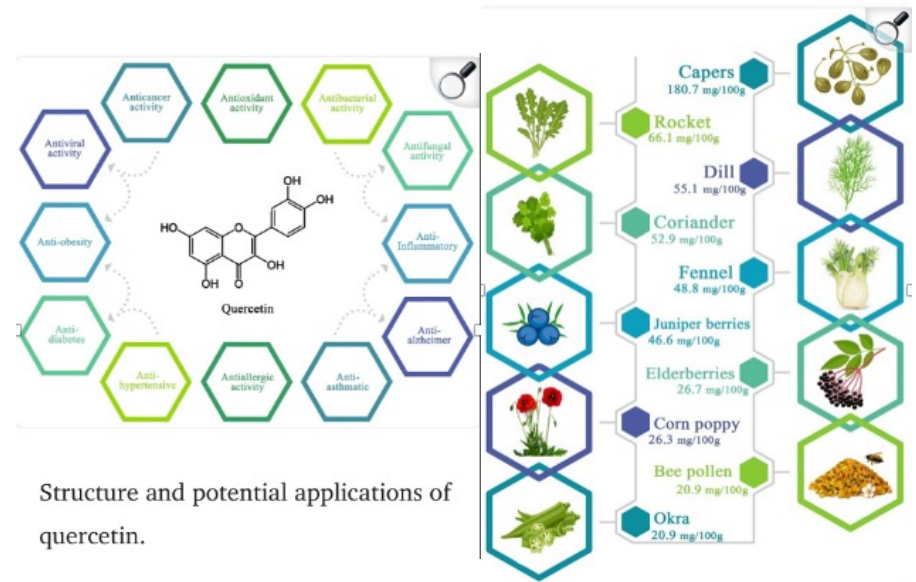 Anticancer
activity
Antioxidant
activity
Antibacterial
activity
Antiviral
activity
Antifungal
activity
Anti-obesity
Anti-
Inflammatory
Anti-
diabetes
Anti-
alzheimer
Anti-
hypertensive
Antiallergic
activity
Anti-
asthmatic
OH
OH
HO
O
OH
OH
O
Quercetin
Structure and potential applications of
quercetin.
Capers
180.7 mg/100g
Rocket
66.1 mg/100g
Dill
55.1 mg/100g
Coriander
52.9 mg/100g
Fennel
48.8 mg/100g
Juniper berries
46.6 mg/100g
Elderberries
26.7 mg/100g
Corn poppy
26.3 mg/100g
Bee pollen
20.9 mg/100g
Okra
20.9 mg/100g